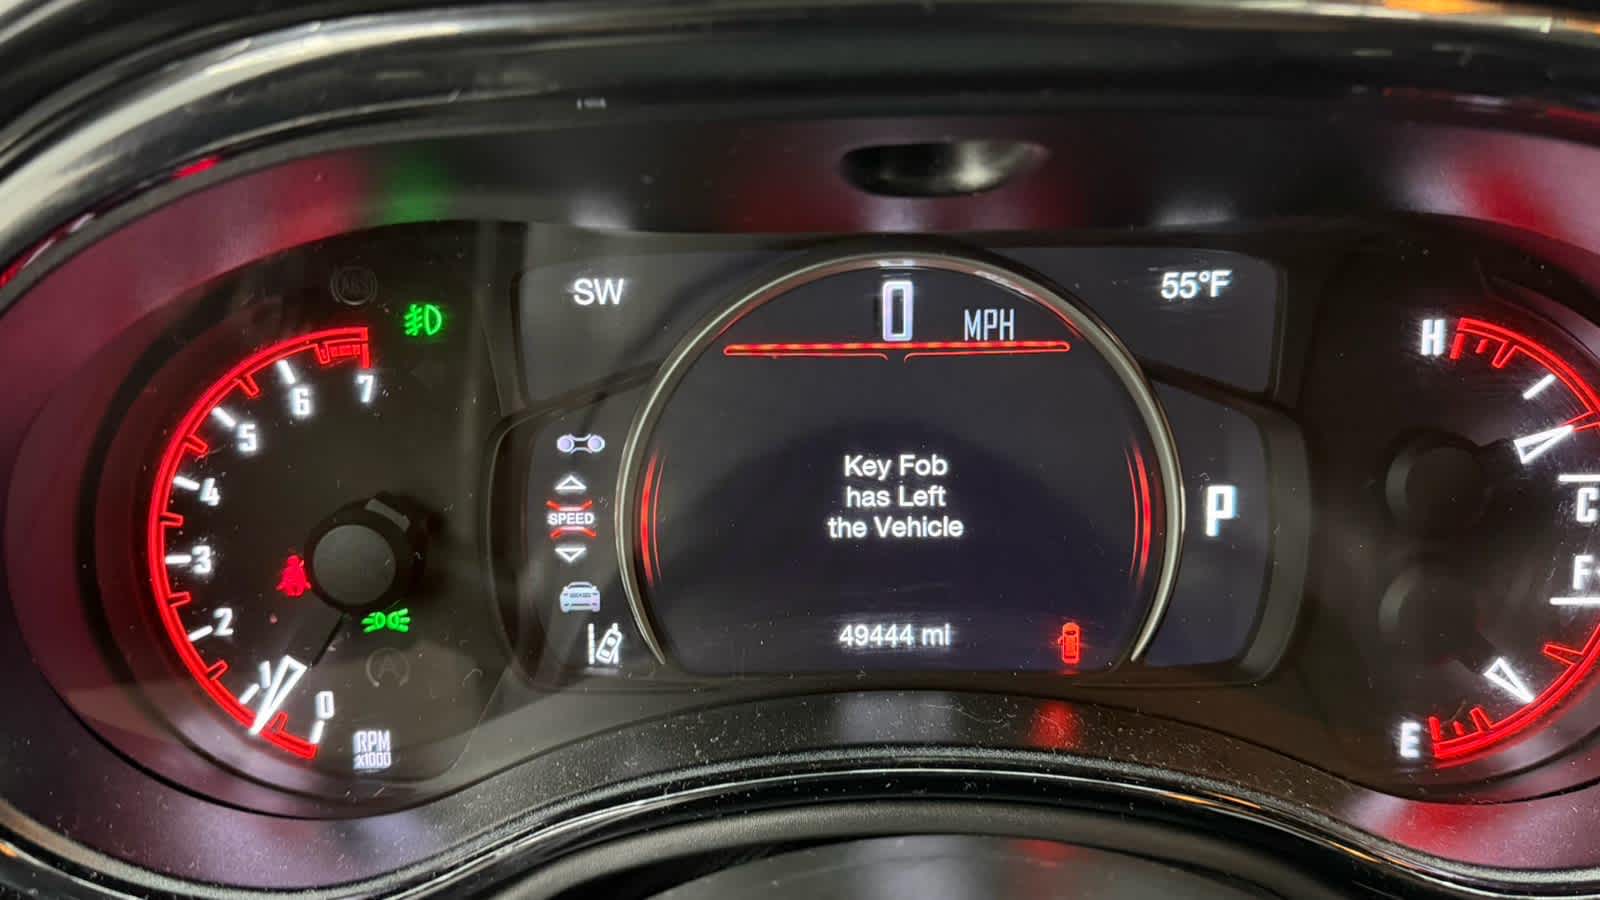 ABS
SW
0 MPH
55°F
H
7
6
5
4
3
2
1
0
RPM
x1000
SPEED
Key Fob
has Left
the Vehicle
P
C
F
49444 mi
A
E